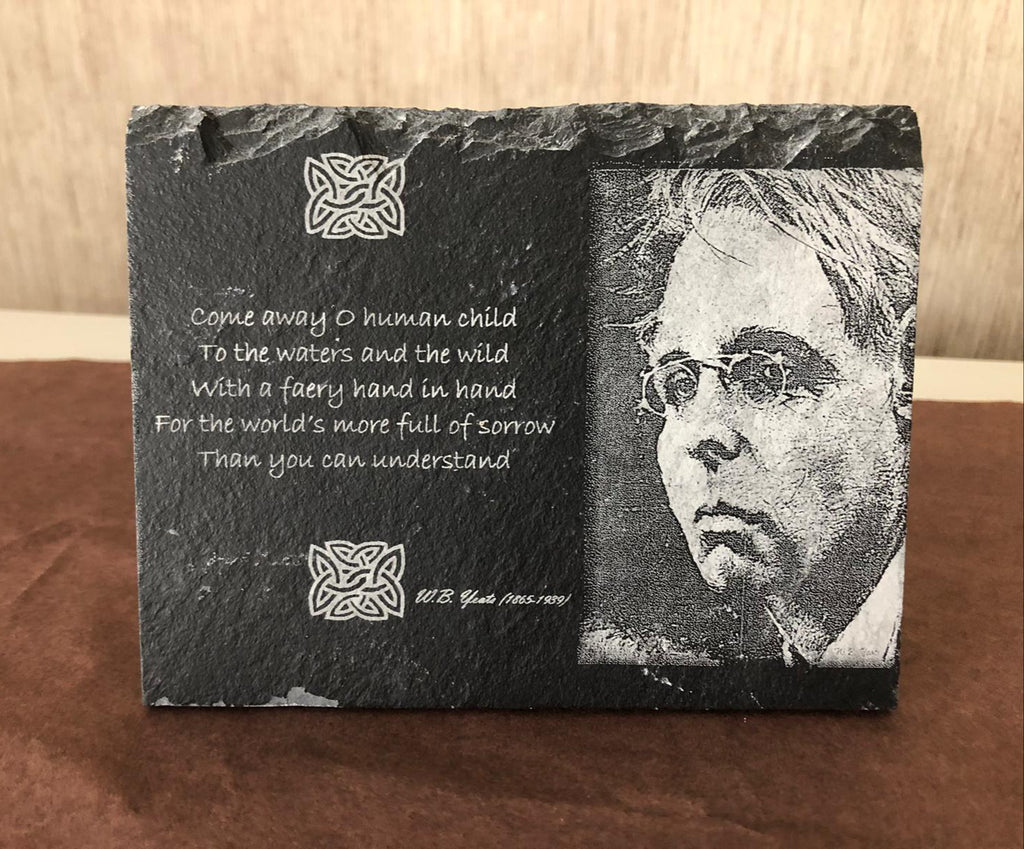 Come away O human child
To the waters and the wild
With a faery hand in hand
For the world's more full of sorrow
Than you can understand
W.B. Yeats (1865-1939)